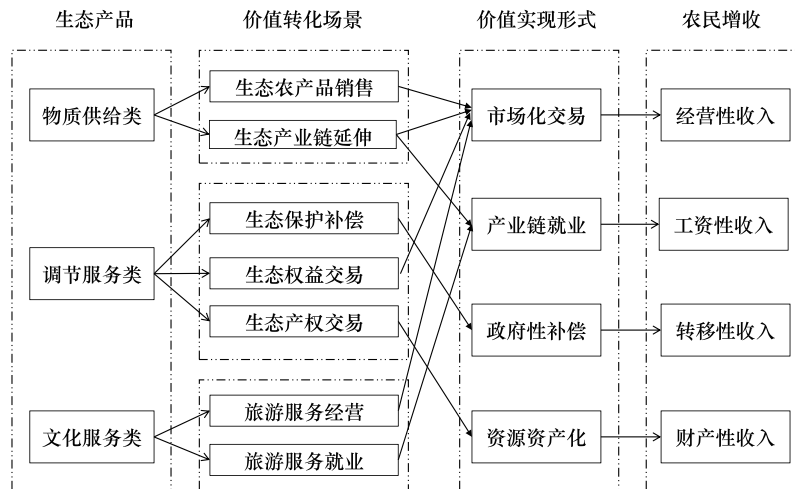 生态产品
价值转化场景
价值实现形式
农民增收
物质供给类
生态农产品销售
生态产业链延伸
市场化交易
经营性收入
调节服务类
生态保护补偿
生态权益交易
生态产权交易
产业链就业
工资性收入
政府性补偿
转移性收入
文化服务类
旅游服务经营
旅游服务就业
资源资产化
财产性收入